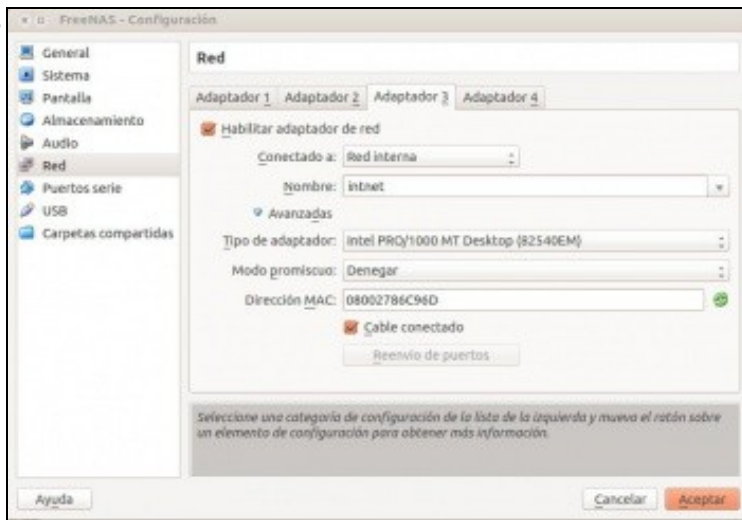 FreeNAS - Configuración
General
Sistema
Pantalla
Almacenamiento
Audio
Red
Puertos serie
USB
Carpetas compartidas
Red
Adaptador 1 Adaptador 2 Adaptador 3 Adaptador 4
Habilitar adaptador de red
Conectado a: Red interna
Nombre: intnet
Avanzadas
Tipo de adaptador: Intel PRO/1000 MT Desktop (82540EM)
Modo promiscuo: Denegar
Dirección MAC: 08002786C96D
Cable conectado
Reenvío de puertos
Seleccione una categoría de configuración de la lista de la izquierda y mueva el ratón sobre
un elemento de configuración para obtener más información.
Ayuda Cancelar Aceptar